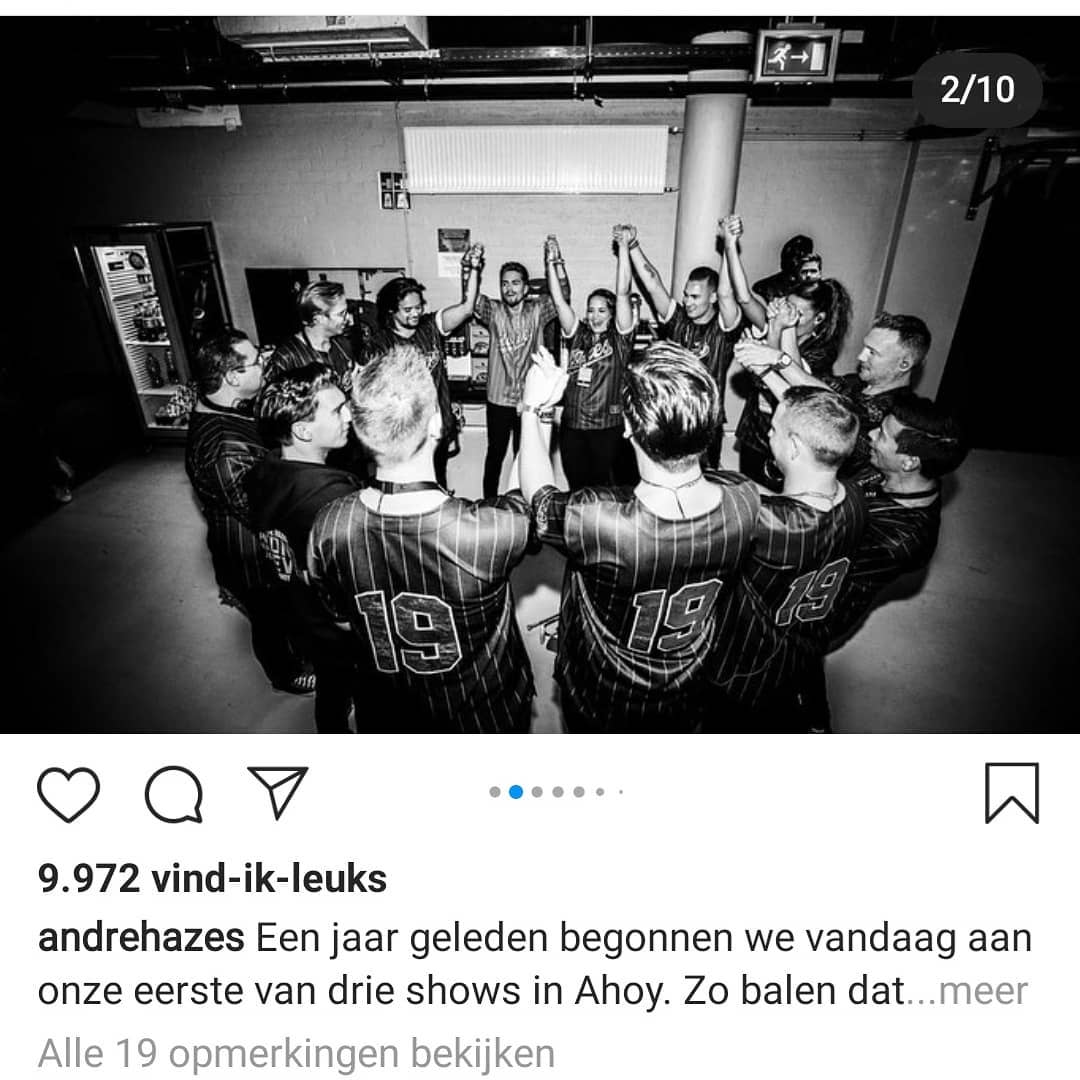 2/10
19
19
19
9.972 vind-ik-leuks
andrehazes Een jaar geleden begonnen we vandaag aan
onze eerste van drie shows in Ahoy. Zo balen dat...meer
Alle 19 opmerkingen bekijken